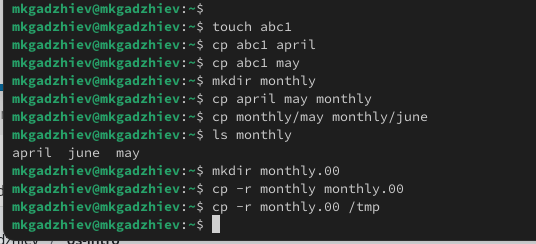 mkgadzhiev@mkgadzhiev:~$
mkgadzhiev@mkgadzhiev:~$ touch abc1
mkgadzhiev@mkgadzhiev:~$ cp abc1 april
mkgadzhiev@mkgadzhiev:~$ cp abc1 may
mkgadzhiev@mkgadzhiev:~$ mkdir monthly
mkgadzhiev@mkgadzhiev:~$ cp april may monthly
mkgadzhiev@mkgadzhiev:~$ cp monthly/may monthly/june
mkgadzhiev@mkgadzhiev:~$ ls monthly
april  june  may
mkgadzhiev@mkgadzhiev:~$ mkdir monthly.00
mkgadzhiev@mkgadzhiev:~$ cp -r monthly monthly.00
mkgadzhiev@mkgadzhiev:~$ cp -r monthly.00 /tmp
mkgadzhiev@mkgadzhiev:~$